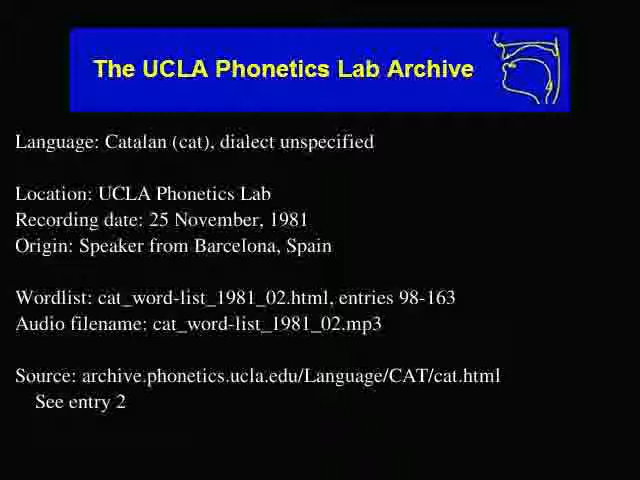 The UCLA Phonetics Lab Archive
Language: Catalan (cat), dialect unspecified
Location: UCLA Phonetics Lab
Recording date: 25 November, 1981
Origin: Speaker from Barcelona, Spain
Wordlist: cat_word-list_1981_02.html, entries 98-163
Audio filename: cat_word-list_1981_02.mp3
Source: archive.phonetics.ucla.edu/Language/CAT/cat.html
See entry 2